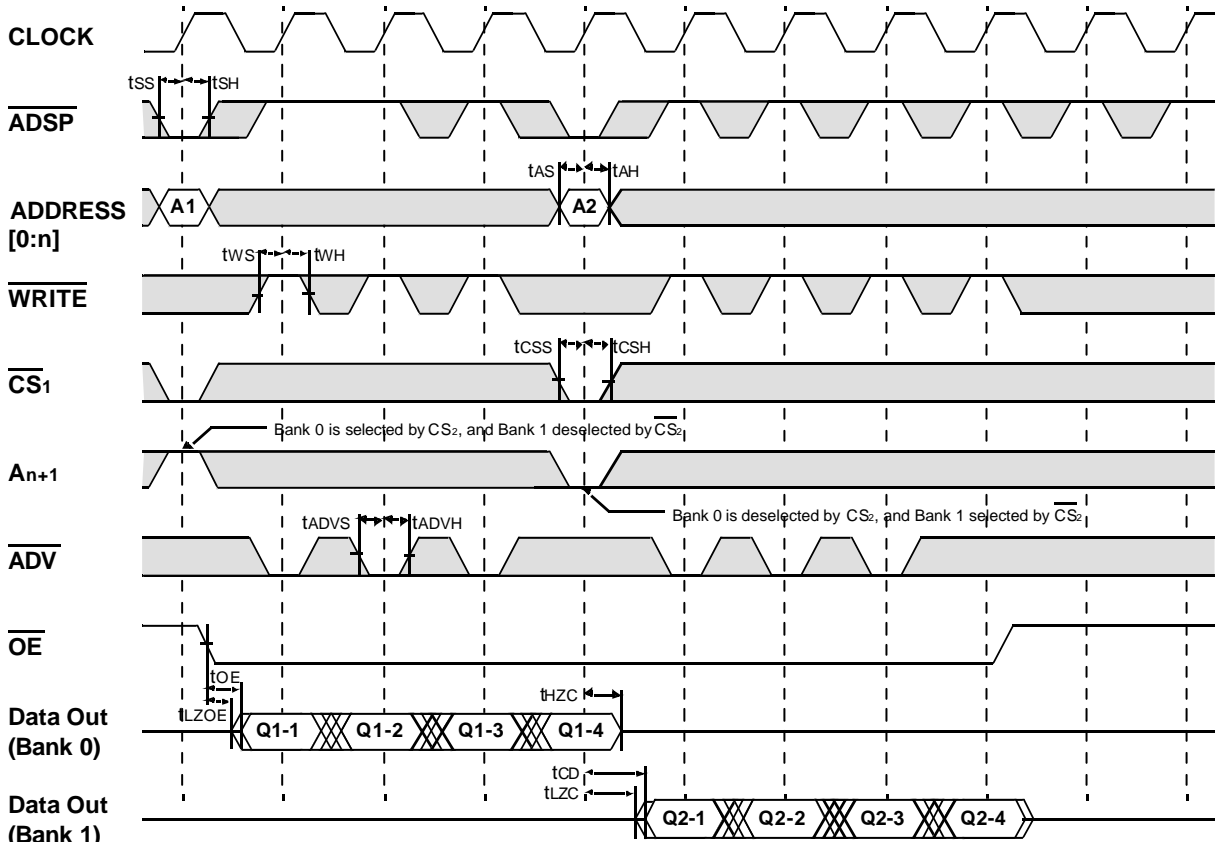 CLOCK
tSS tSH
ADSP
tAS tAH
ADDRESS
[0:n]
A1 A2
tWS tWH
WRITE
tCSS tCSH
CS1
Bank 0 is selected by CS2, and Bank 1 deselected by CS2
An+1
Bank 0 is deselected by CS2, and Bank 1 selected by CS2
tADVS tADVH
ADV
OE
tOE
tHZC
tLZOE
Data Out
(Bank 0)
Q1-1 Q1-2 Q1-3 Q1-4
tCD
tLZC
Data Out
(Bank 1)
Q2-1 Q2-2 Q2-3 Q2-4